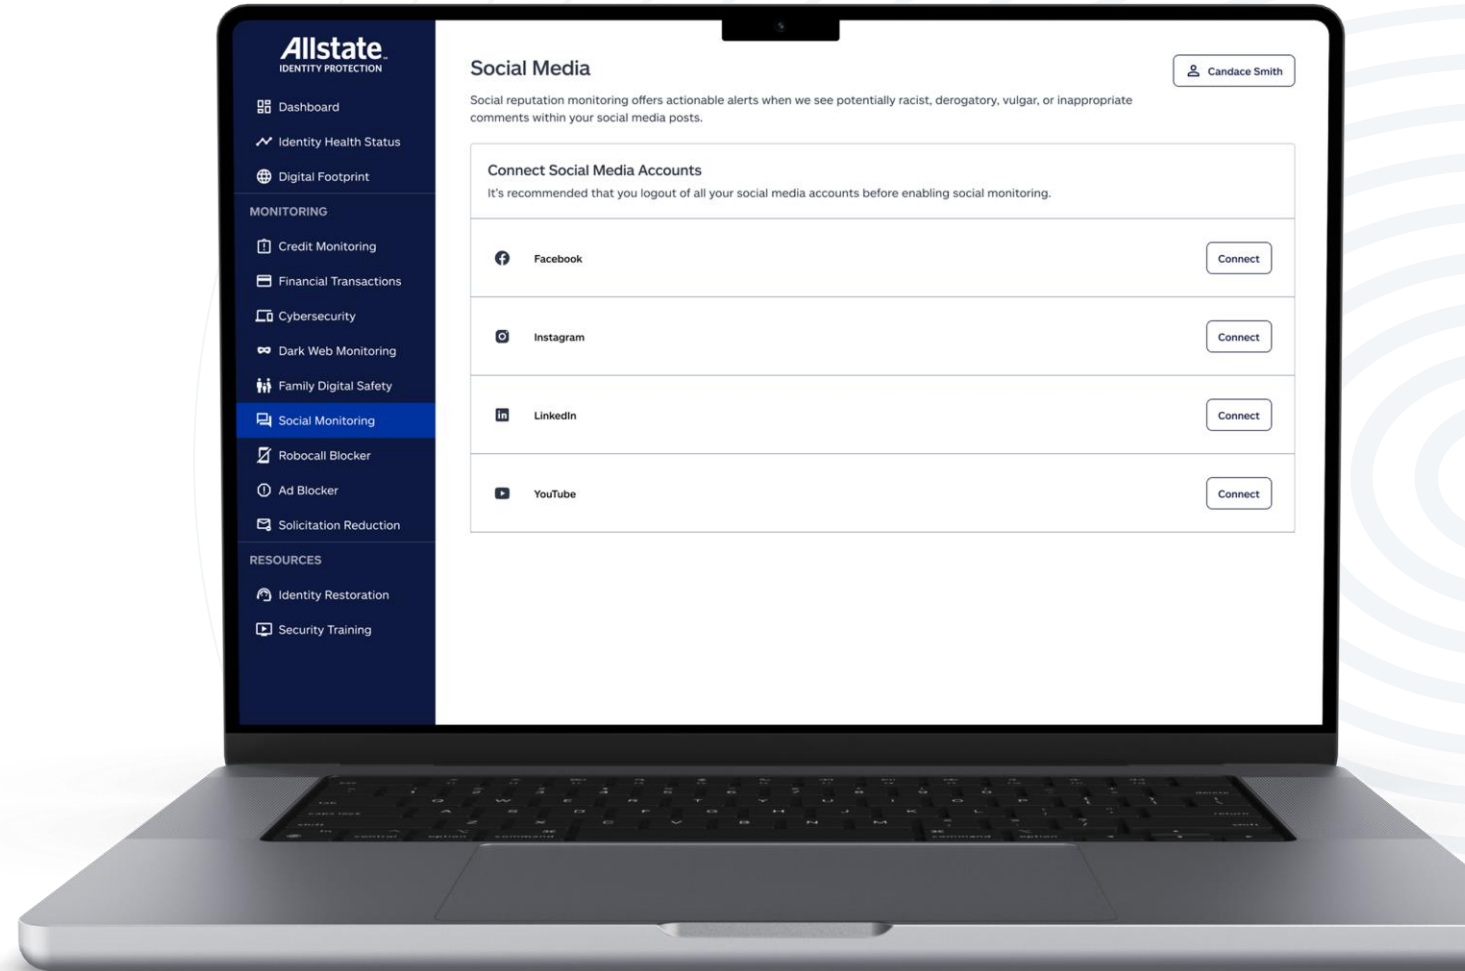 Allstate
IDENTITY PROTECTION
Dashboard
Identity Health Status
Digital Footprint
MONITORING
Credit Monitoring
Financial Transactions
Cybersecurity
Dark Web Monitoring
Family Digital Safety
Social Monitoring
Robocall Blocker
Ad Blocker
Solicitation Reduction
RESOURCES
Identity Restoration
Security Training
Social Media
Candace Smith
Social reputation monitoring offers actionable alerts when we see potentially racist, derogatory, vulgar, or inappropriate
comments within your social media posts.
Connect Social Media Accounts
It's recommended that you logout of all your social media accounts before enabling social monitoring.
Facebook Connect
Instagram Connect
LinkedIn Connect
YouTube Connect